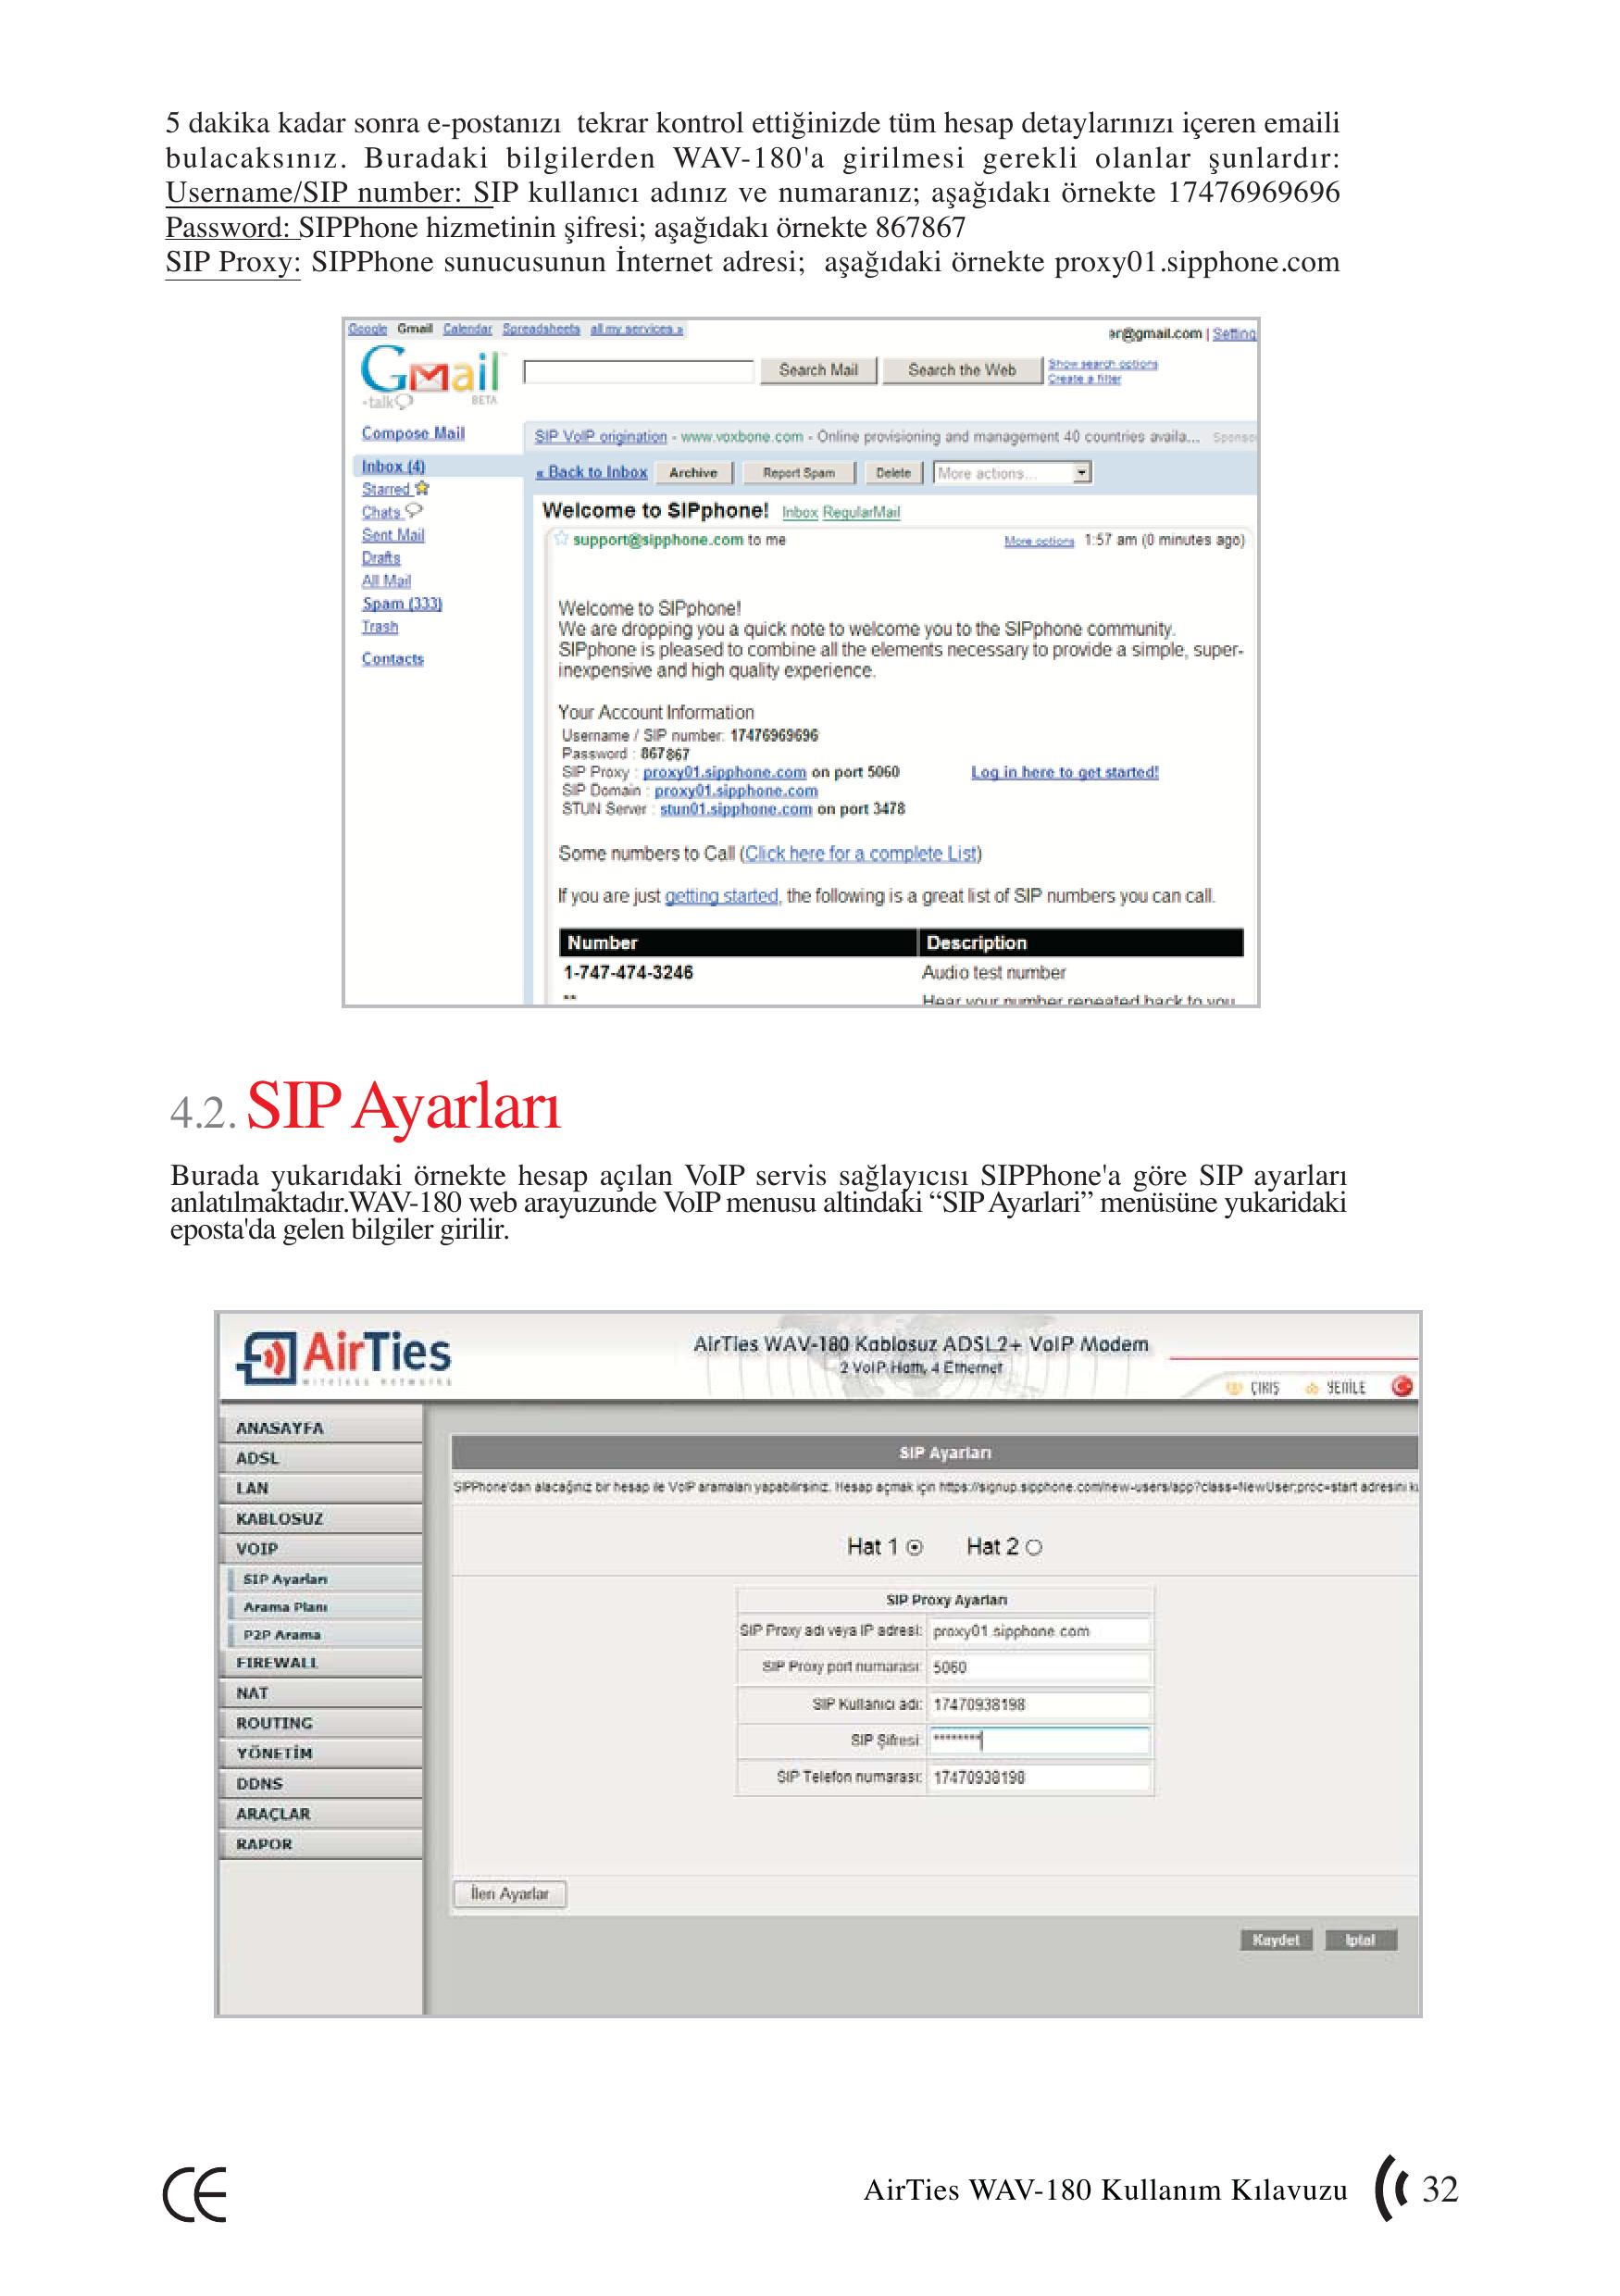 5 dakika kadar sonra e-postanızı tekrar kontrol ettiğinizde tüm hesap detaylarınızı içeren emaili
bulacaksınız. Buradaki bilgilerden WAV-180'a girilmesi gerekli olanlar şunlardır:
Username/SIP number: SIP kullanıcı adınız ve numaranız; aşağıdakı örnekte 17476969696
Password: SIPPhone hizmetinin şifresi; aşağıdakı örnekte 867867
SIP Proxy: SIPPhone sunucusunun İnternet adresi; aşağıdaki örnekte proxy01.sipphone.com
Google Gmail Calendar Spreadsheets all my services »
er@gmail.com | Setting
Gmail
-talk BETA
Search Mail Search the Web Show search options
Create a filter
Compose Mail
SIP VoIP origination - www.voxbone.com - Online provisioning and management 40 countries availa... Sponso
Inbox (4)
« Back to Inbox Archive Report Spam Delete More actions...
Starred
Chats
Sent Mail
Drafts
All Mail
Spam (333)
Trash
Contacts
Welcome to SIPphone! Inbox RegularMail
support@sipphone.com to me More options 1:57 am (0 minutes ago)
Welcome to SIPphone!
We are dropping you a quick note to welcome you to the SIPphone community.
SIPphone is pleased to combine all the elements necessary to provide a simple, super-
inexpensive and high quality experience.
Your Account Information
Username / SIP number: 17476969696
Password : 867867
SIP Proxy : proxy01.sipphone.com on port 5060 Log in here to get started!
SIP Domain : proxy01.sipphone.com
STUN Server : stun01.sipphone.com on port 3478
Some numbers to Call (Click here for a complete List)
If you are just getting started, the following is a great list of SIP numbers you can call.
Number Description
1-747-474-3246 Audio test number
** Hear your number repeated back to you
4.2. SIP Ayarları
Burada yukarıdaki örnekte hesap açılan VoIP servis sağlayıcısı SIPPhone'a göre SIP ayarları
anlatılmaktadır.WAV-180 web arayuzunde VoIP menusu altindaki “SIP Ayarlari” menüsüne yukaridaki
eposta'da gelen bilgiler girilir.
AirTies
WIRELESS NETWORKS
AirTies WAV-180 Kablosuz ADSL2+ VoIP Modem
2 VoIP Hattı, 4 Ethernet
ÇIKIŞ YENİLE
ANASAYFA
ADSL
LAN
KABLOSUZ
VOIP
SIP Ayarları
Arama Planı
P2P Arama
FIREWALL
NAT
ROUTING
YÖNETİM
DDNS
ARAÇLAR
RAPOR
SIP Ayarları
SIPPhone'dan alacağınız bir hesap ile VoIP aramaları yapabilirsiniz. Hesap açmak için https://signup.sipphone.com/new-users/app?class=NewUser;proc=start adresini ku
Hat 1 Hat 2
SIP Proxy Ayarları
SIP Proxy adı veya IP adresi: proxy01.sipphone.com
SIP Proxy port numarası: 5060
SIP Kullanıcı adı: 17470938198
SIP Şifresi: ********
SIP Telefon numarası: 17470938198
İleri Ayarlar
Kaydet Iptal
CE
AirTies WAV-180 Kullanım Kılavuzu 32